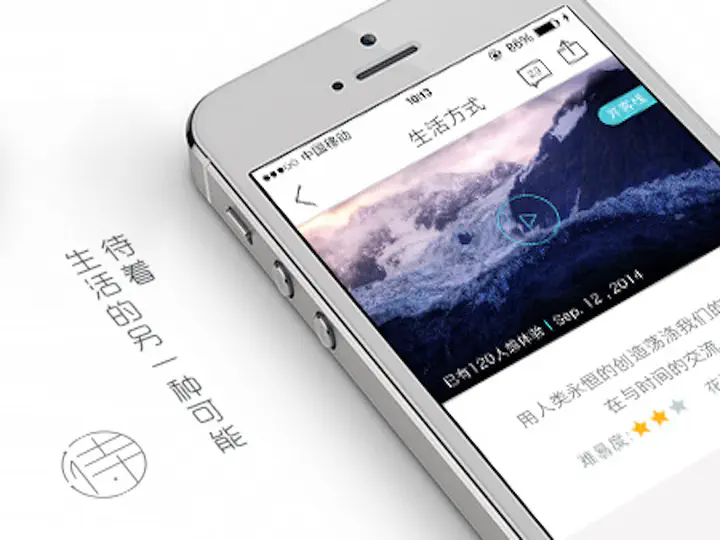 中国移动
10:13
86%
生活方式
23
开路线
已有120人想体验 | Sep. 12 , 2014
用人类永恒的创造荡涤我们的
在与时间的交流
难易度:
待着
生活的另一种可能
待